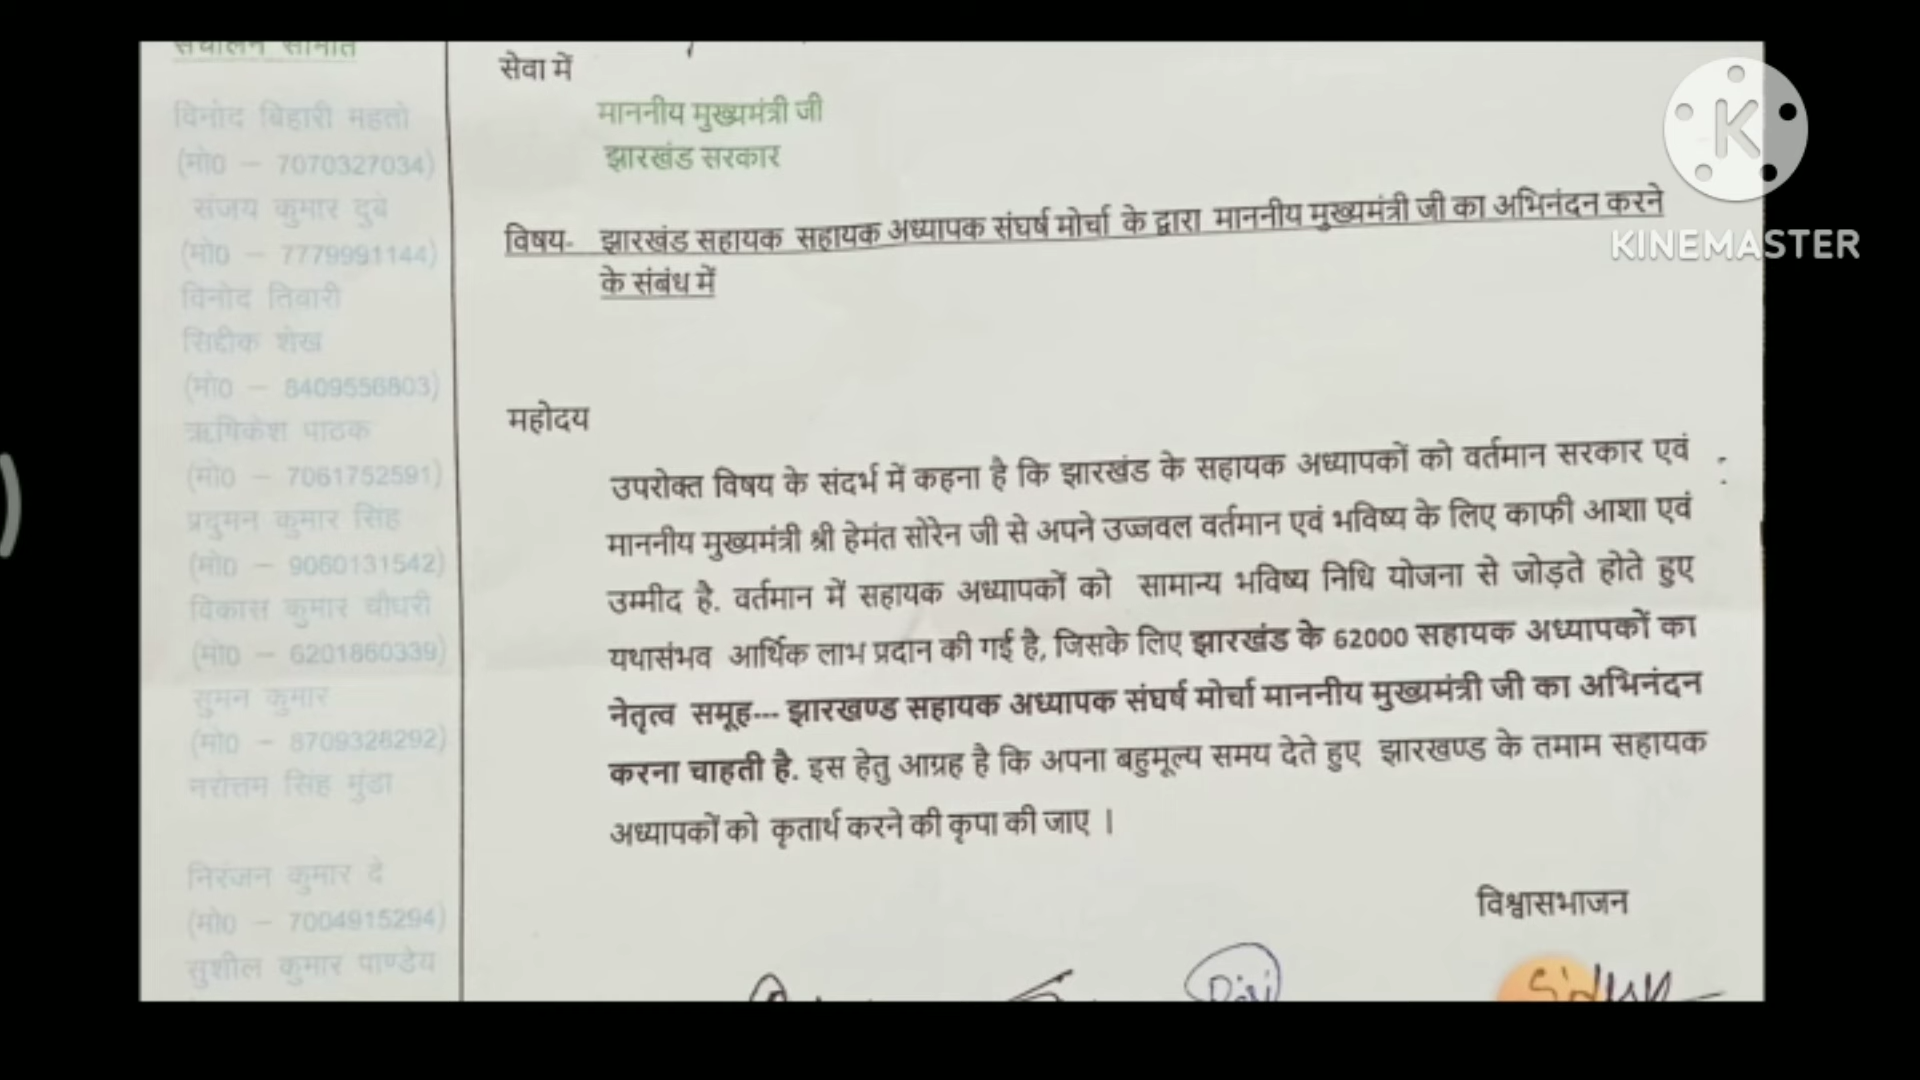 संचालन समिति
विनोद बिहारी महतो
(मो0 – 7070327034)
संजय कुमार दुबे
(मो0 – 7779991144)
विनोद तिवारी
सिद्दीक शेख
(मो0 – 8409556803)
ऋषिकेश पाठक
(मो0 – 7061752591)
प्रदुमन कुमार सिंह
(मो0 – 9060131542)
विकास कुमार चौधरी
(मो0 – 6201860339)
सुमन कुमार
(मो0 – 8709326292)
नरोत्तम सिंह मुंडा
निरंजन कुमार दे
(मो0 – 7004915294)
सुशील कुमार पाण्डेय
सेवा में
माननीय मुख्यमंत्री जी
झारखंड सरकार
विषय- झारखंड सहायक सहायक अध्यापक संघर्ष मोर्चा के द्वारा माननीय मुख्यमंत्री जी का अभिनंदन करने
के संबंध में
महोदय
उपरोक्त विषय के संदर्भ में कहना है कि झारखंड के सहायक अध्यापकों को वर्तमान सरकार एवं
माननीय मुख्यमंत्री श्री हेमंत सोरेन जी से अपने उज्जवल वर्तमान एवं भविष्य के लिए काफी आशा एवं
उम्मीद है. वर्तमान में सहायक अध्यापकों को सामान्य भविष्य निधि योजना से जोड़ते होते हुए
यथासंभव आर्थिक लाभ प्रदान की गई है, जिसके लिए झारखंड के 62000 सहायक अध्यापकों का
नेतृत्व समूह--- झारखण्ड सहायक अध्यापक संघर्ष मोर्चा माननीय मुख्यमंत्री जी का अभिनंदन
करना चाहती है. इस हेतु आग्रह है कि अपना बहुमूल्य समय देते हुए झारखण्ड के तमाम सहायक
अध्यापकों को कृतार्थ करने की कृपा की जाए ।
विश्वासभाजन
K
KINEMASTER